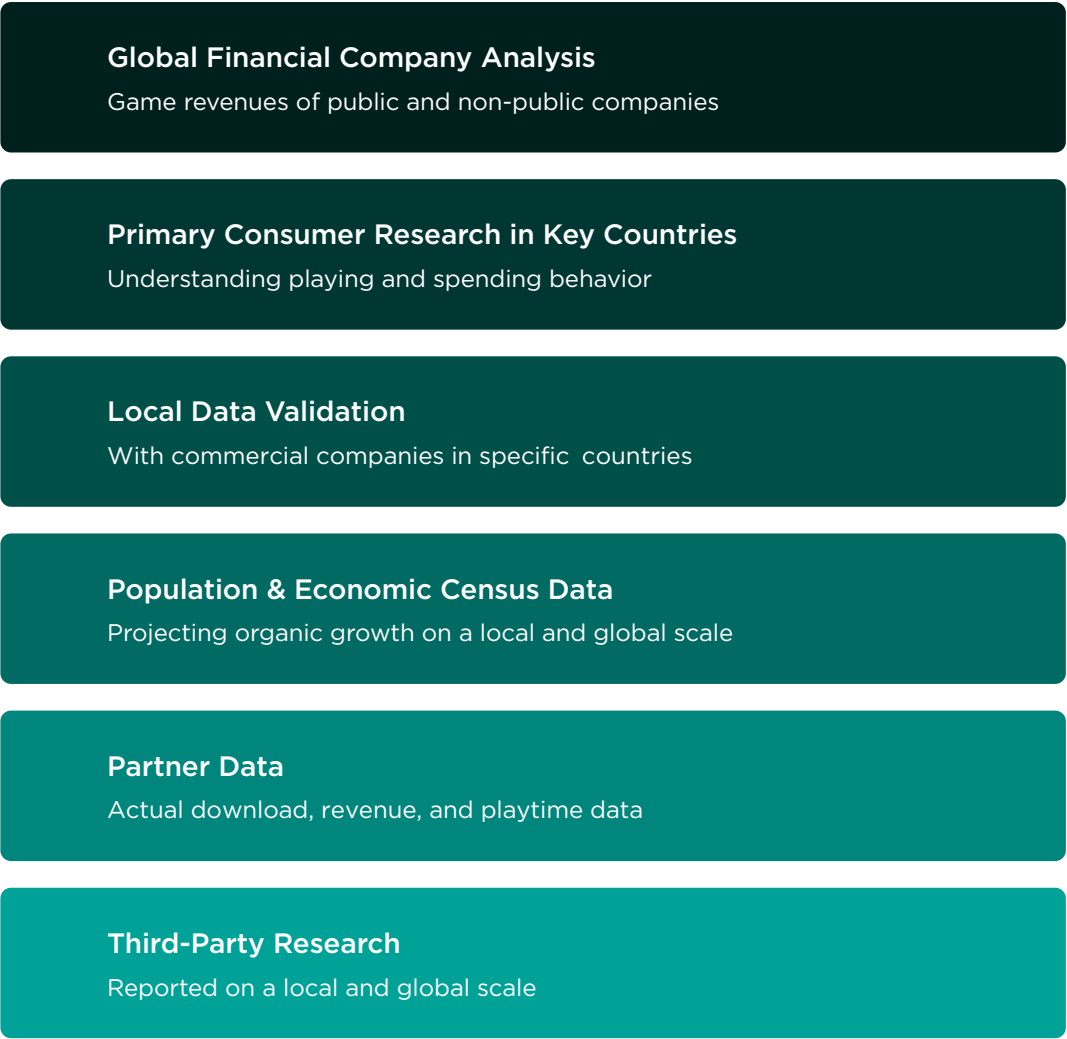 Global Financial Company Analysis
Game revenues of public and non-public companies
Primary Consumer Research in Key Countries
Understanding playing and spending behavior
Local Data Validation
With commercial companies in specific  countries
Population & Economic Census Data
Projecting organic growth on a local and global scale
Partner Data
Actual download, revenue, and playtime data
Third-Party Research
Reported on a local and global scale